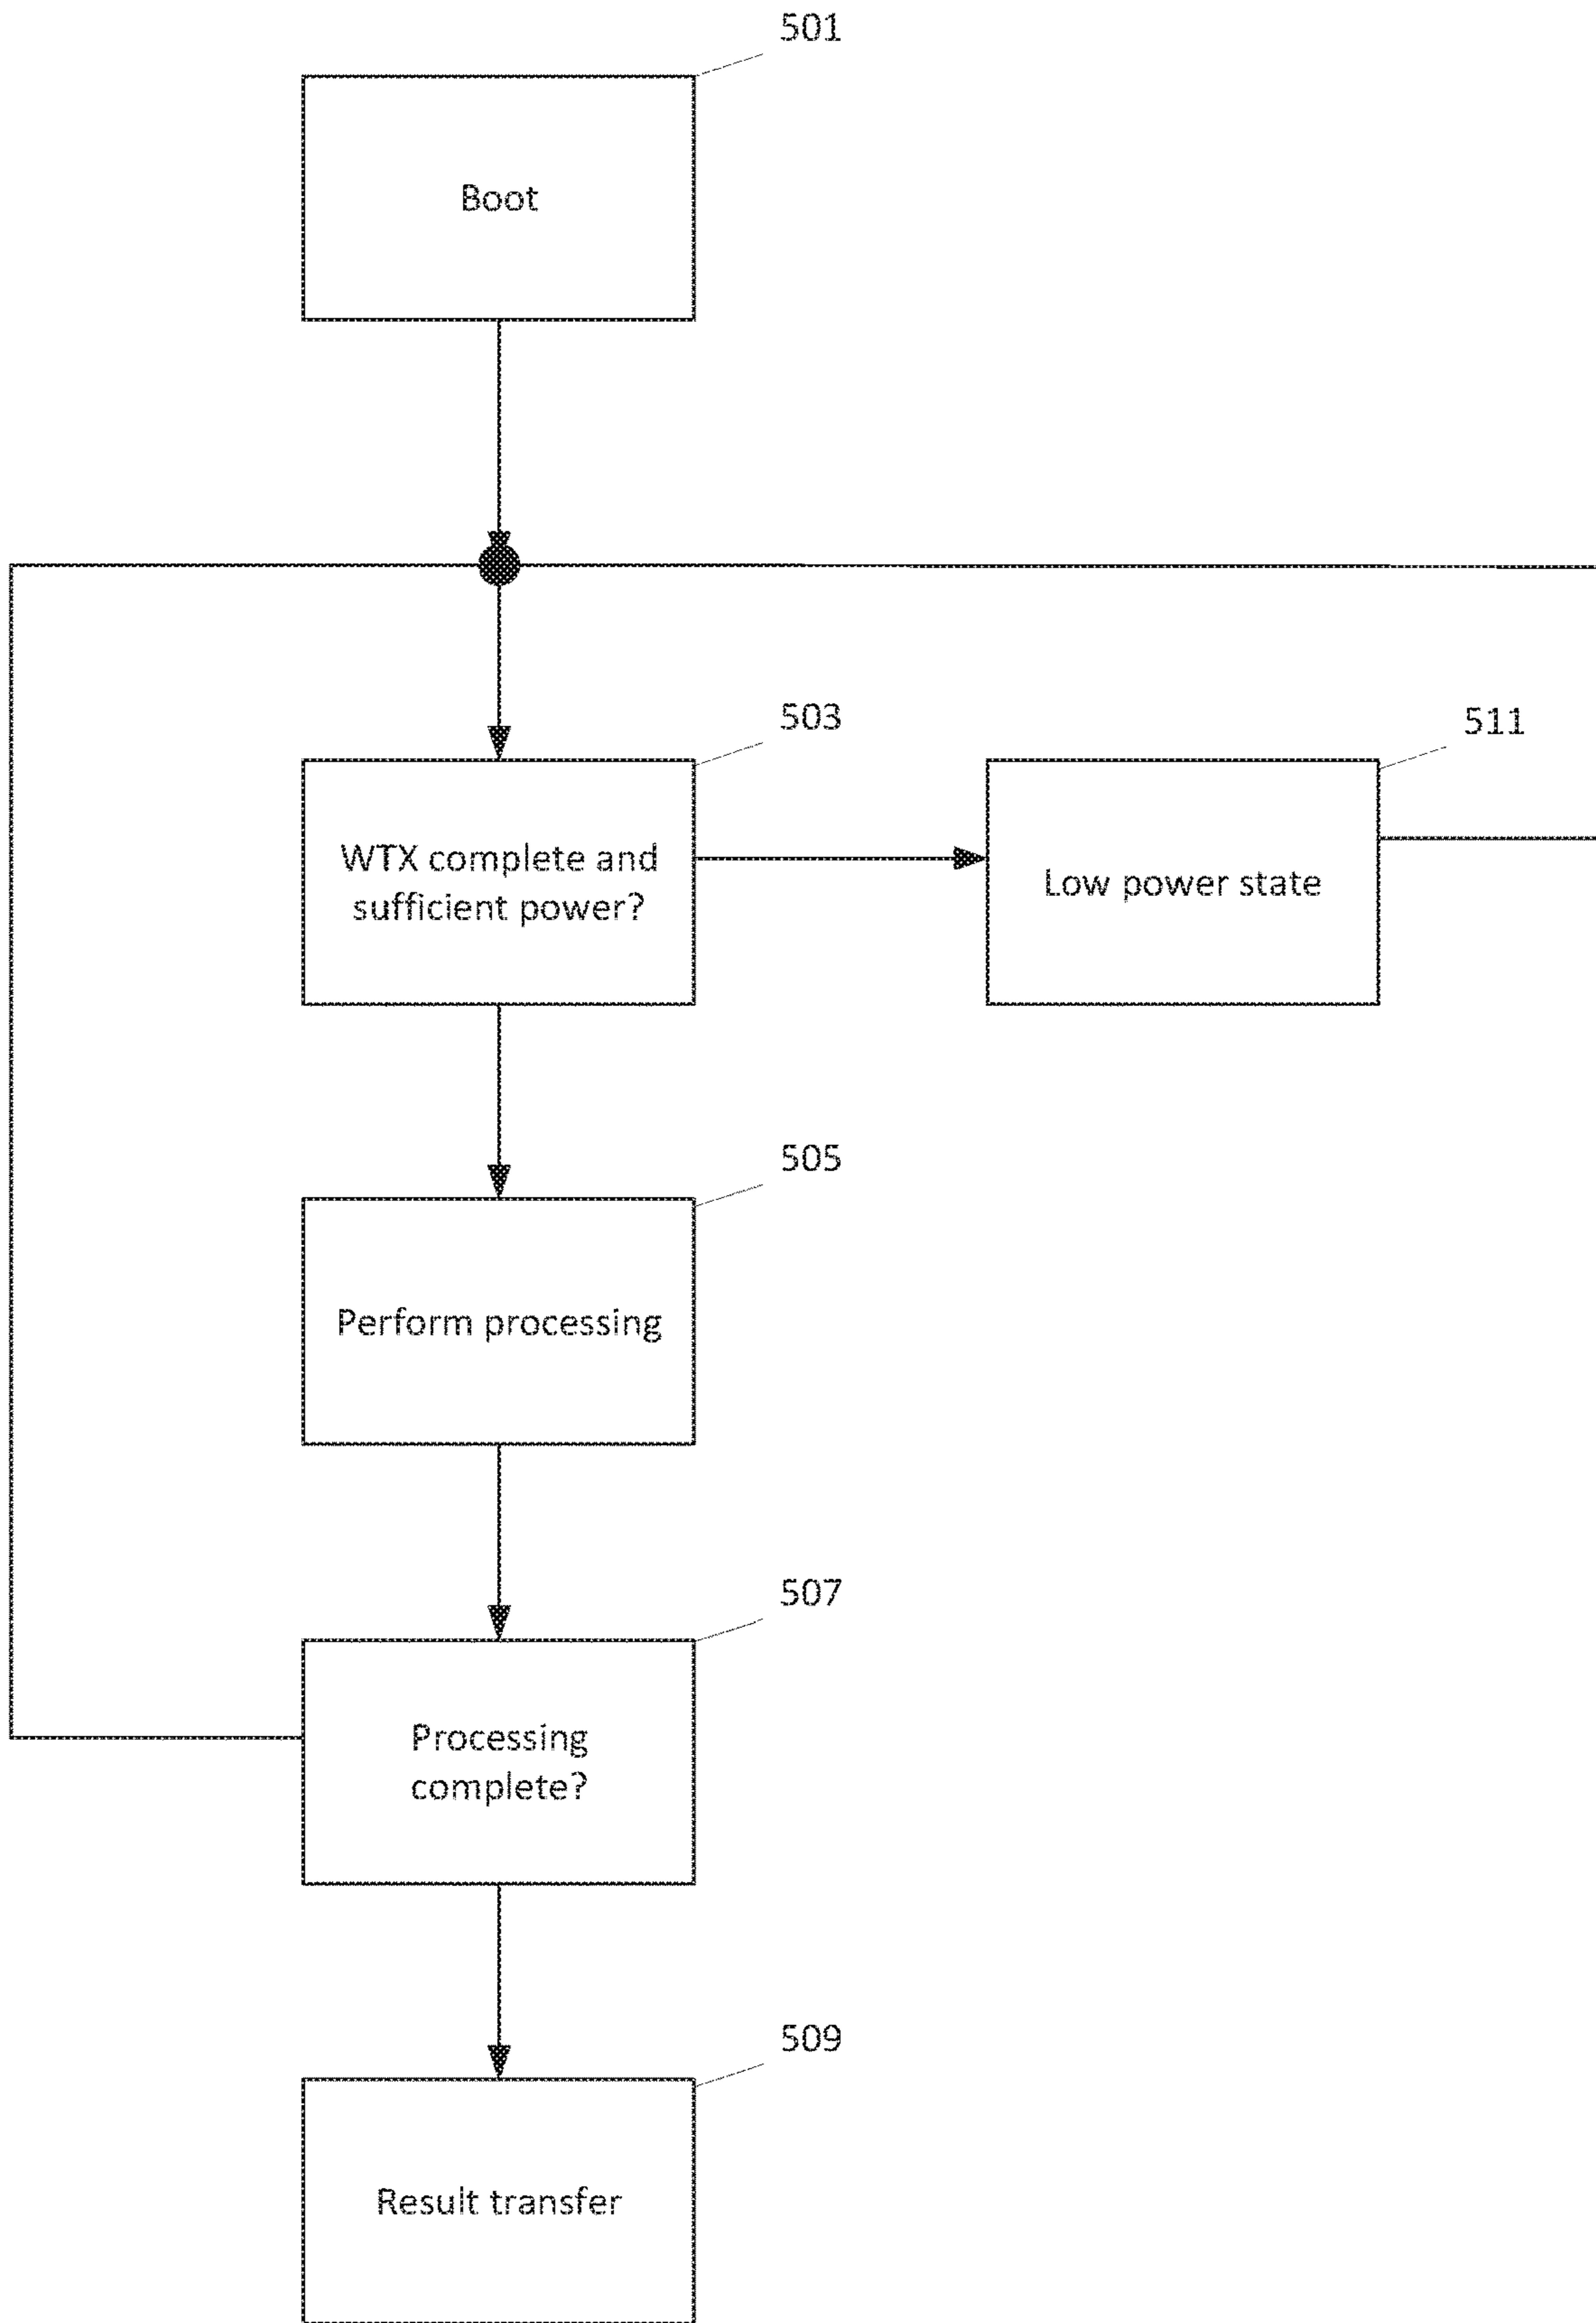 501
Boot
503
511
WTX complete and
sufficient power?
Low power state
505
Perform processing
507
Processing
complete?
509
Result transfer